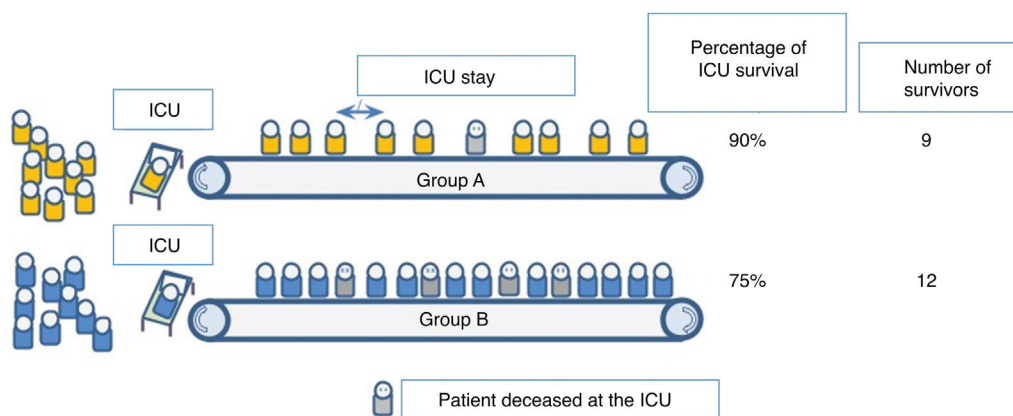 Percentage of
ICU survival
Number of
survivors
ICU stay
ICU
90%
9
Group A
ICU
75%
12
Group B
Patient deceased at the ICU